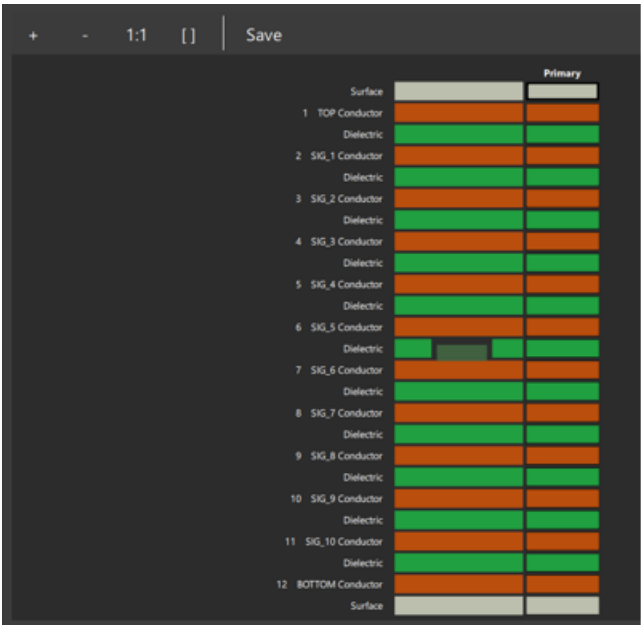 + - 1:1 [ ] Save
Primary
Surface
1 TOP Conductor
Dielectric
2 SIG_1 Conductor
Dielectric
3 SIG_2 Conductor
Dielectric
4 SIG_3 Conductor
Dielectric
5 SIG_4 Conductor
Dielectric
6 SIG_5 Conductor
Dielectric
7 SIG_6 Conductor
Dielectric
8 SIG_7 Conductor
Dielectric
9 SIG_8 Conductor
Dielectric
10 SIG_9 Conductor
Dielectric
11 SIG_10 Conductor
Dielectric
12 BOTTOM Conductor
Surface